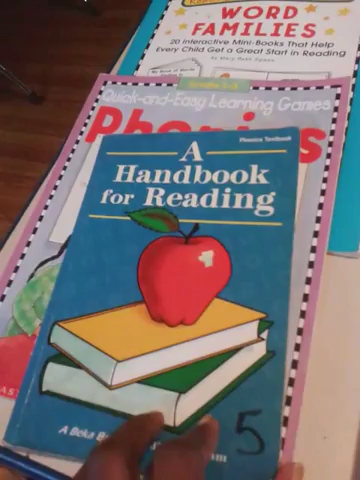 WORD
FAMILIES
20 Interactive Mini-Books That Help
Every Child Get a Great Start in Reading
Quick-and-Easy Learning Games
Phonics
Phonics Textbook
A
Handbook
for Reading
A Beka
5